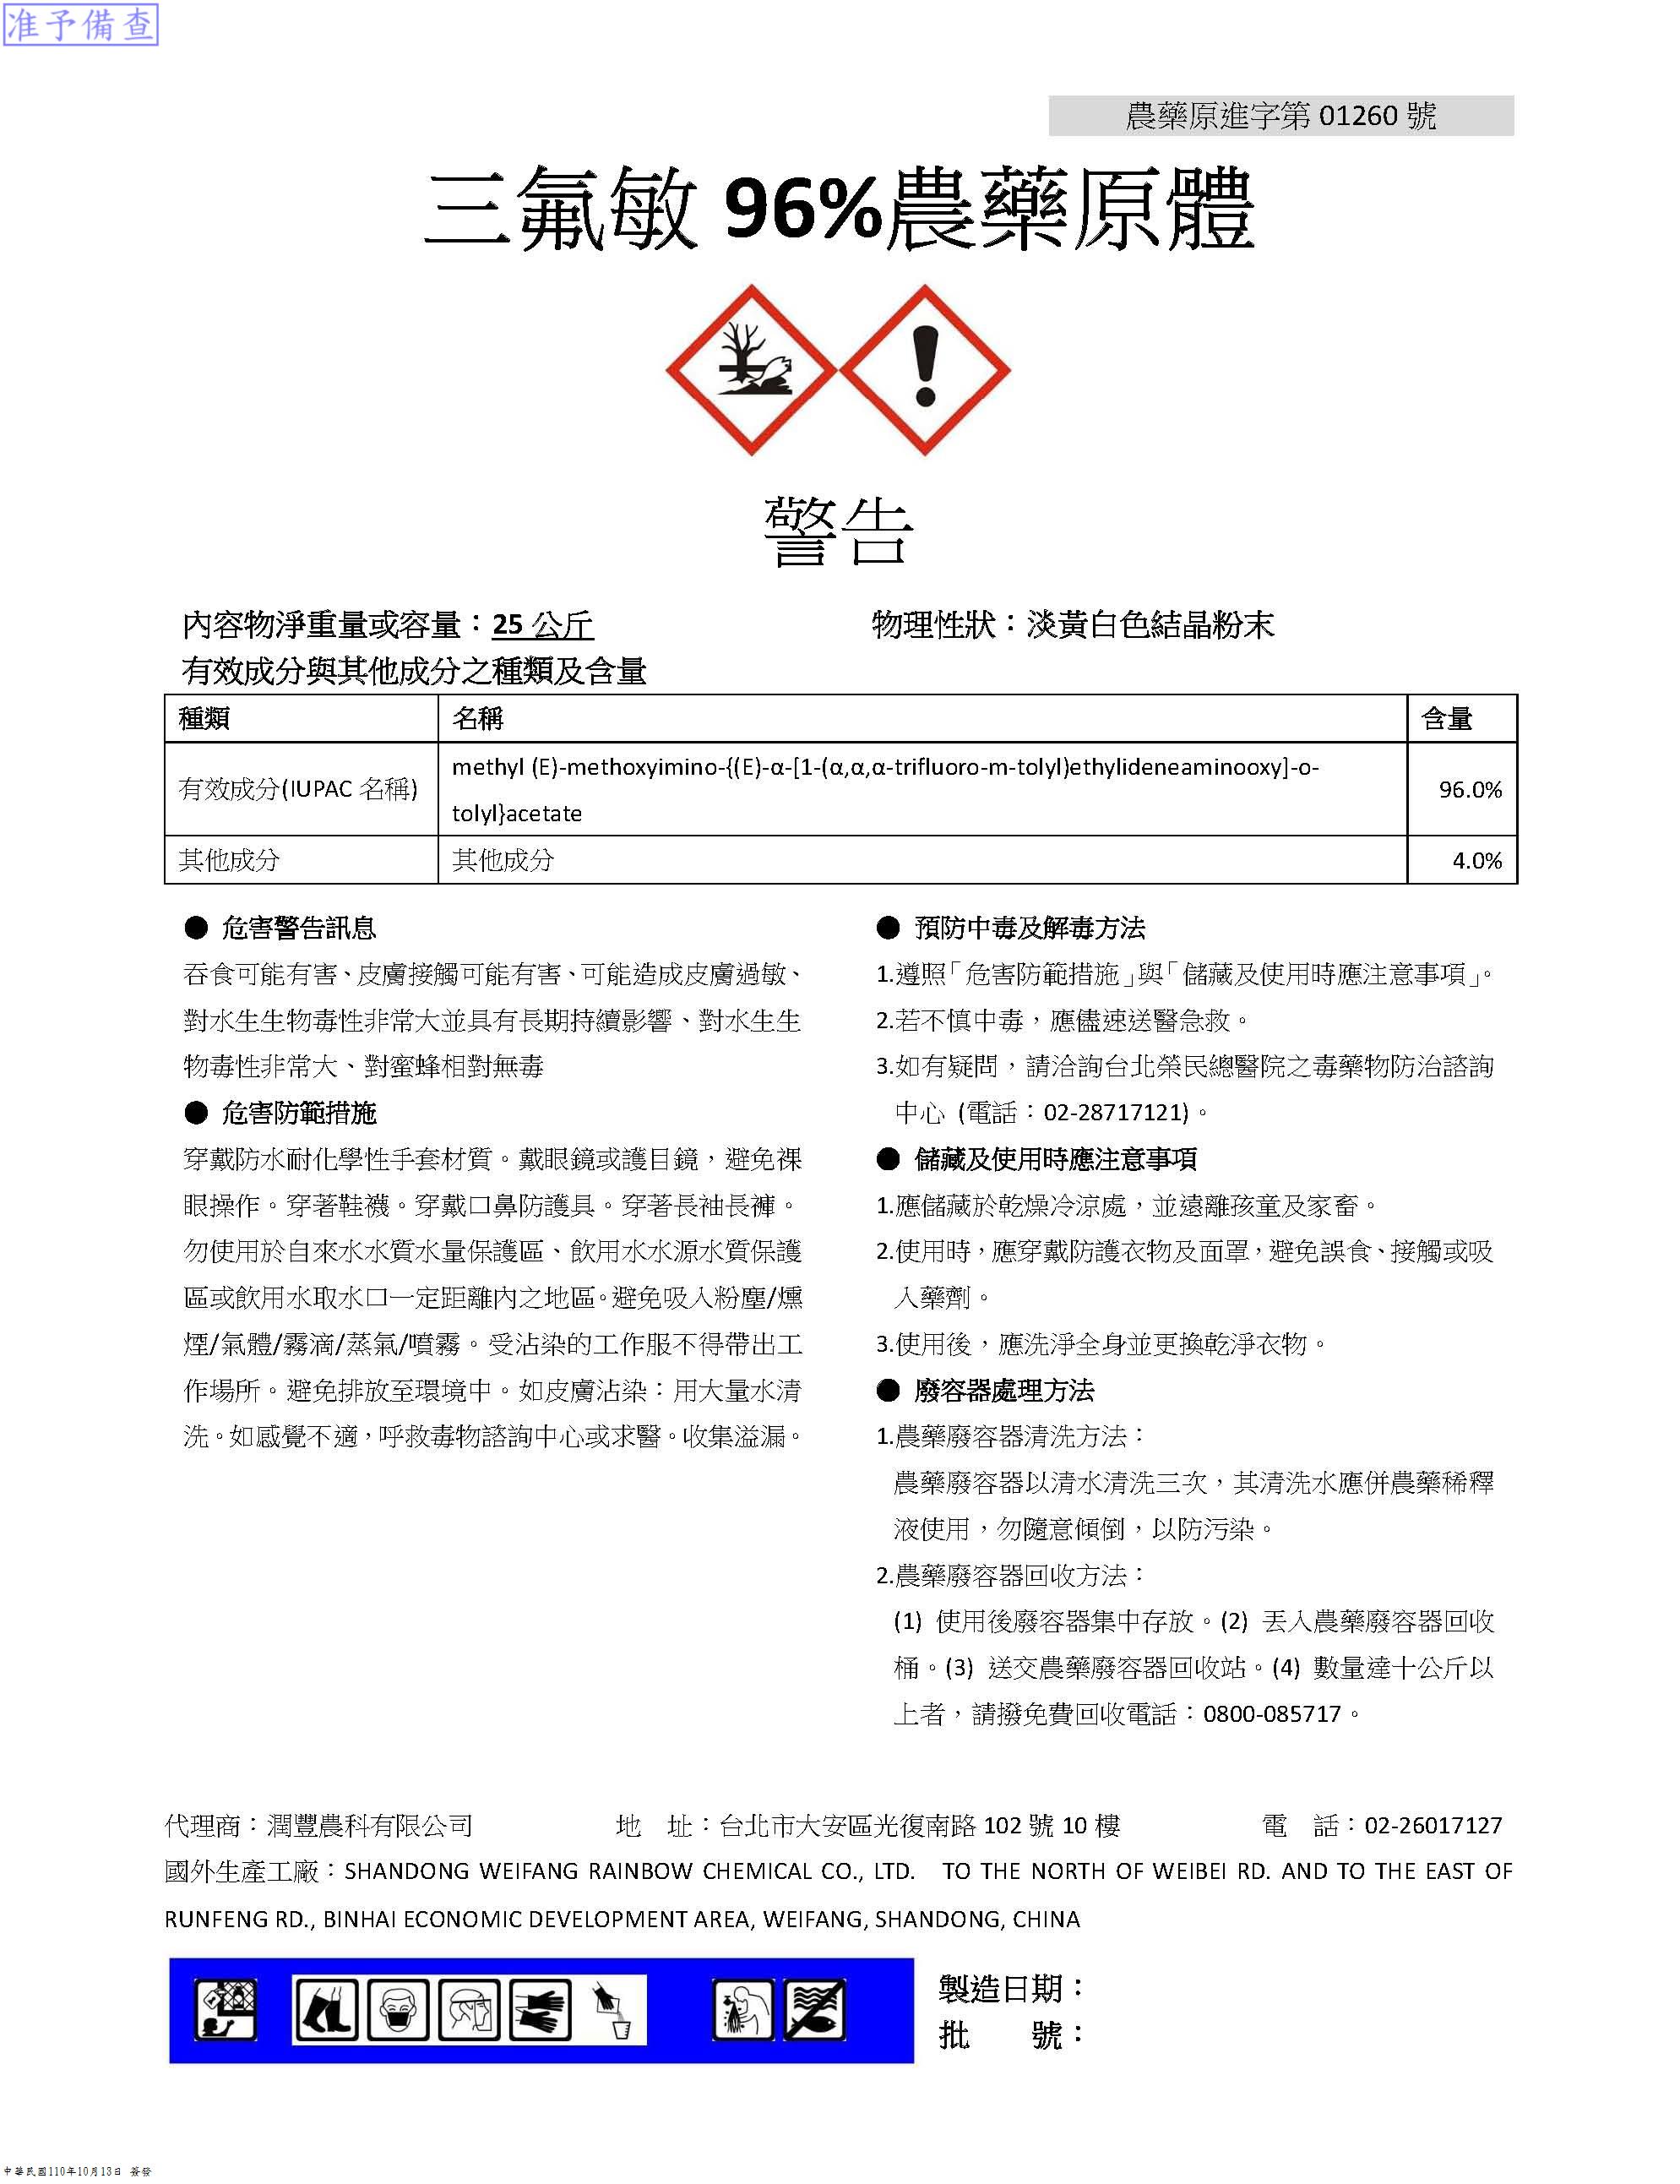 准予備查
農藥原進字第 01260 號
三氟敏 96%農藥原體
警告
內容物淨重量或容量：25 公斤
物理性狀：淡黃白色結晶粉末
有效成分與其他成分之種類及含量
種類 名稱 含量
有效成分(IUPAC 名稱) methyl (E)-methoxyimino-{(E)-α-[1-(α,α,α-trifluoro-m-tolyl)ethylideneaminooxy]-o-
tolyl}acetate 96.0%
其他成分 其他成分 4.0%
● 危害警告訊息
吞食可能有害、皮膚接觸可能有害、可能造成皮膚過敏、
對水生生物毒性非常大並具有長期持續影響、對水生生
物毒性非常大、對蜜蜂相對無毒
● 危害防範措施
穿戴防水耐化學性手套材質。戴眼鏡或護目鏡，避免裸
眼操作。穿著鞋襪。穿戴口鼻防護具。穿著長袖長褲。
勿使用於自來水水質水量保護區、飲用水水源水質保護
區或飲用水取水口一定距離內之地區。避免吸入粉塵/燻
煙/氣體/霧滴/蒸氣/噴霧。受沾染的工作服不得帶出工
作場所。避免排放至環境中。如皮膚沾染：用大量水清
洗。如感覺不適，呼救毒物諮詢中心或求醫。收集溢漏。
● 預防中毒及解毒方法
1.遵照「危害防範措施」與「儲藏及使用時應注意事項」。
2.若不慎中毒，應儘速送醫急救。
3.如有疑問，請洽詢台北榮民總醫院之毒藥物防治諮詢
中心 (電話：02-28717121)。
● 儲藏及使用時應注意事項
1.應儲藏於乾燥冷涼處，並遠離孩童及家畜。
2.使用時，應穿戴防護衣物及面罩，避免誤食、接觸或吸
入藥劑。
3.使用後，應洗淨全身並更換乾淨衣物。
● 廢容器處理方法
1.農藥廢容器清洗方法：
農藥廢容器以清水清洗三次，其清洗水應併農藥稀釋
液使用，勿隨意傾倒，以防污染。
2.農藥廢容器回收方法：
(1) 使用後廢容器集中存放。(2) 丟入農藥廢容器回收
桶。(3) 送交農藥廢容器回收站。(4) 數量達十公斤以
上者，請撥免費回收電話：0800-085717。
代理商：潤豐農科有限公司 地 址：台北市大安區光復南路 102 號 10 樓 電 話：02-26017127
國外生產工廠：SHANDONG WEIFANG RAINBOW CHEMICAL CO., LTD. TO THE NORTH OF WEIBEI RD. AND TO THE EAST OF
RUNFENG RD., BINHAI ECONOMIC DEVELOPMENT AREA, WEIFANG, SHANDONG, CHINA
製造日期：
批 號：
中華民國110年10月13日 簽發